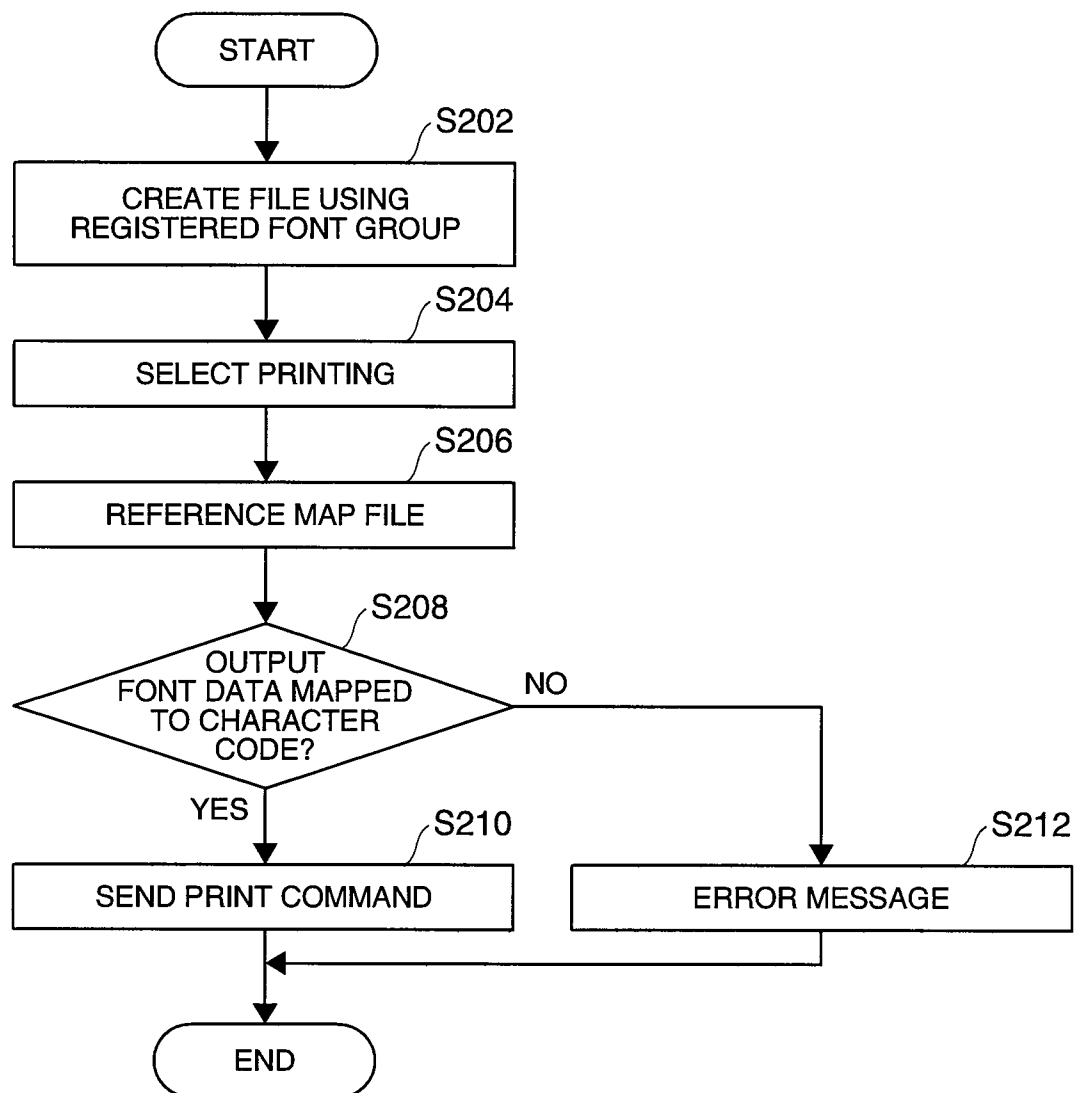 START
S202
CREATE FILE USING
REGISTERED FONT GROUP
S204
SELECT PRINTING
S206
REFERENCE MAP FILE
S208
OUTPUT
FONT DATA MAPPED
TO CHARACTER
CODE?
NO
YES
S210
SEND PRINT COMMAND
S212
ERROR MESSAGE
END